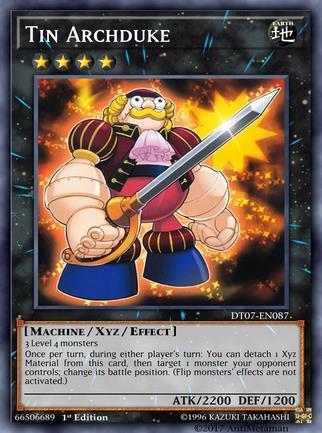 TIN ARCHDUKE
EARTH
地
DT07-EN087
[MACHINE / XYZ / EFFECT]
3 Level 4 monsters
Once per turn, during either player's turn: You can detach 1 Xyz
Material from this card, then target 1 monster your opponent
controls; change its battle position. (Flip monsters' effects are not
activated.)
ATK/2200 DEF/1200
66506689 1st Edition ©1996 KAZUKI TAKAHASHI
©2017 AntiMetaman